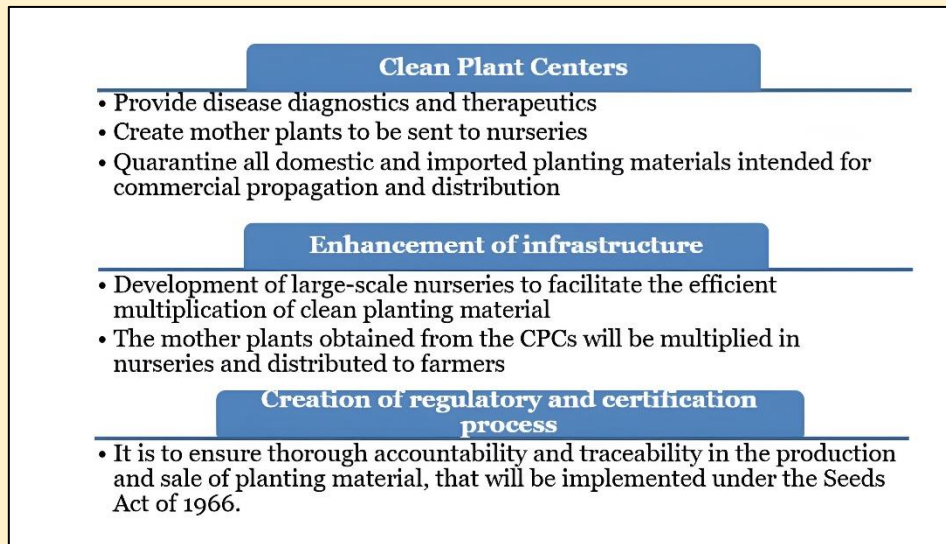 Clean Plant Centers
• Provide disease diagnostics and therapeutics
• Create mother plants to be sent to nurseries
• Quarantine all domestic and imported planting materials intended for
commercial propagation and distribution
Enhancement of infrastructure
• Development of large-scale nurseries to facilitate the efficient
multiplication of clean planting material
• The mother plants obtained from the CPCs will be multiplied in
nurseries and distributed to farmers
Creation of regulatory and certification
process
• It is to ensure thorough accountability and traceability in the production
and sale of planting material, that will be implemented under the Seeds
Act of 1966.